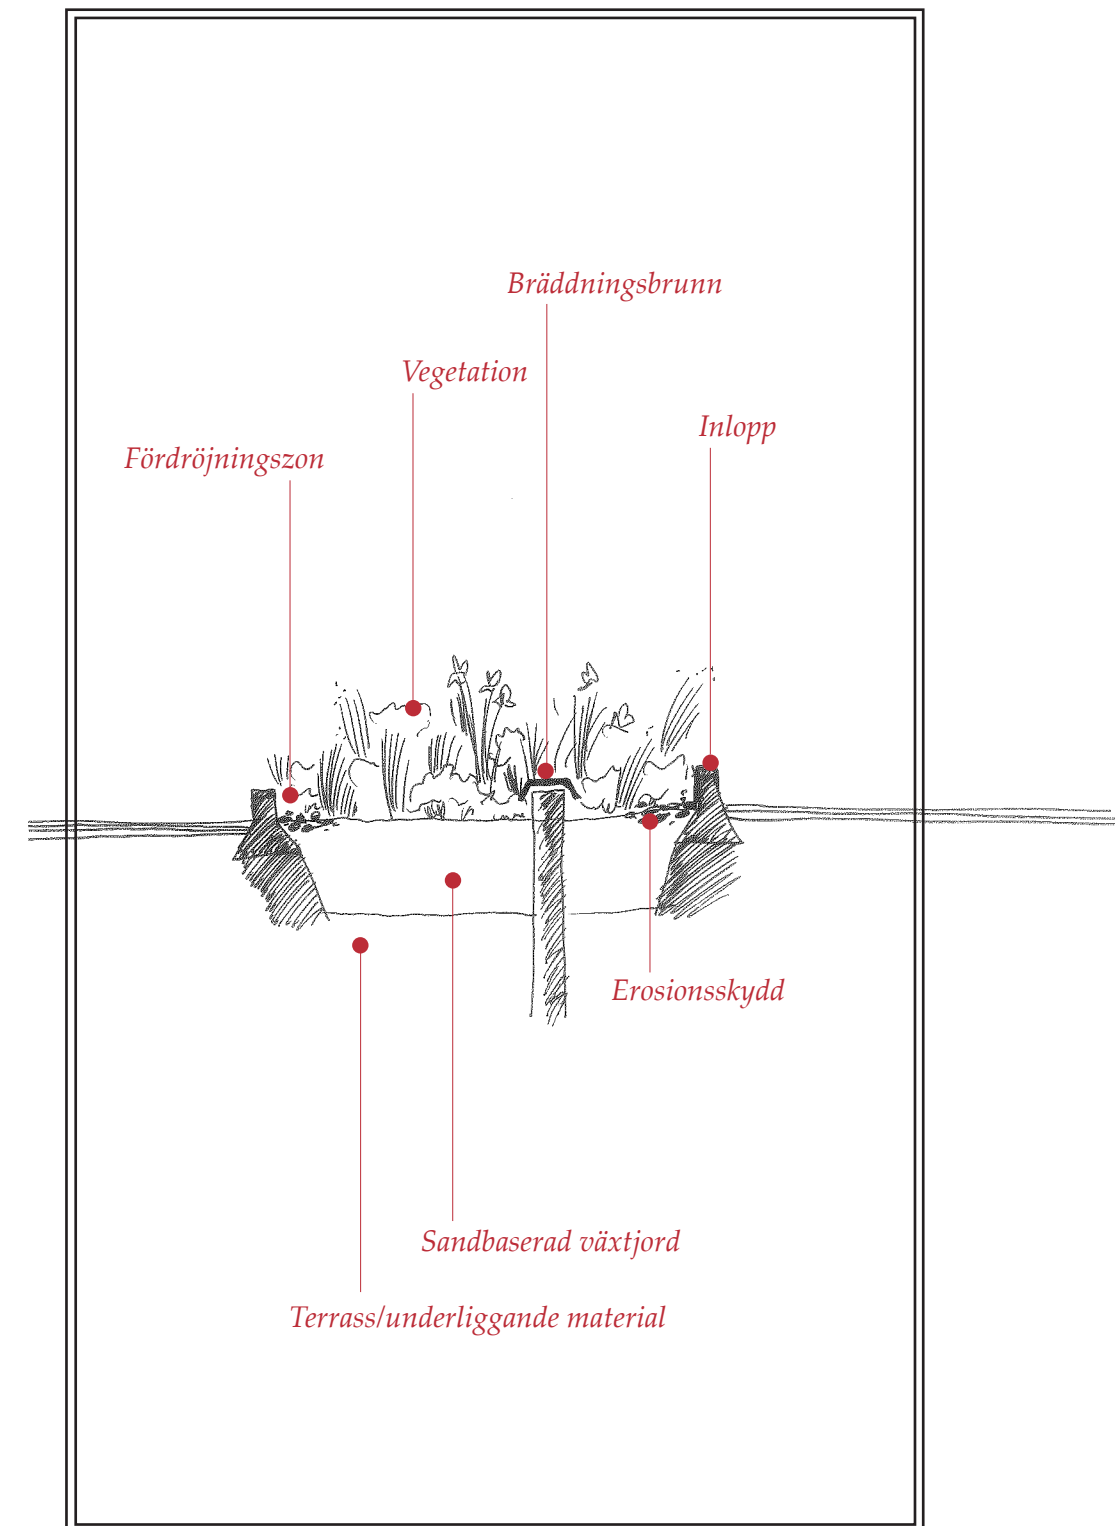 Bräddningsbrunn
Vegetation
Inlopp
Fördröjningszon
Erosionsskydd
Sandbaserad växtjord
Terrass/underliggande material